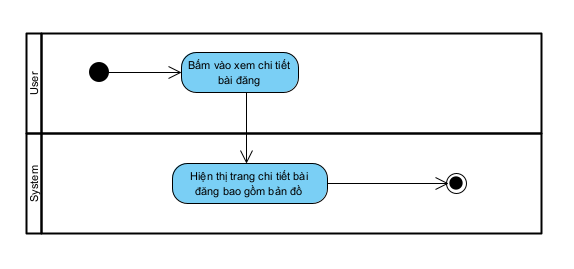 User
Bấm vào xem chi tiết
bài đăng
System
Hiện thị trang chi tiết bài
đăng bao gồm bản đồ